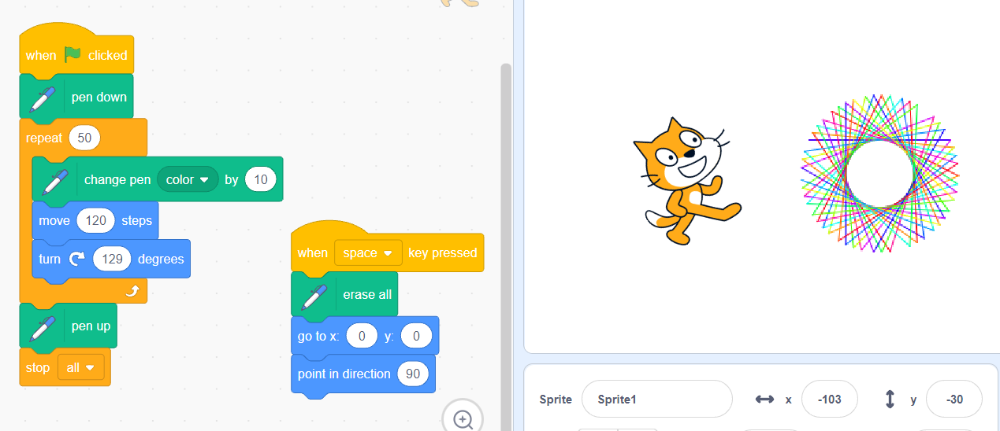 when clicked
pen down
repeat 50
change pen color by 10
move 120 steps
turn 129 degrees
pen up
stop all
when space key pressed
erase all
go to x: 0 y: 0
point in direction 90
Sprite Sprite1 x -103 y -30